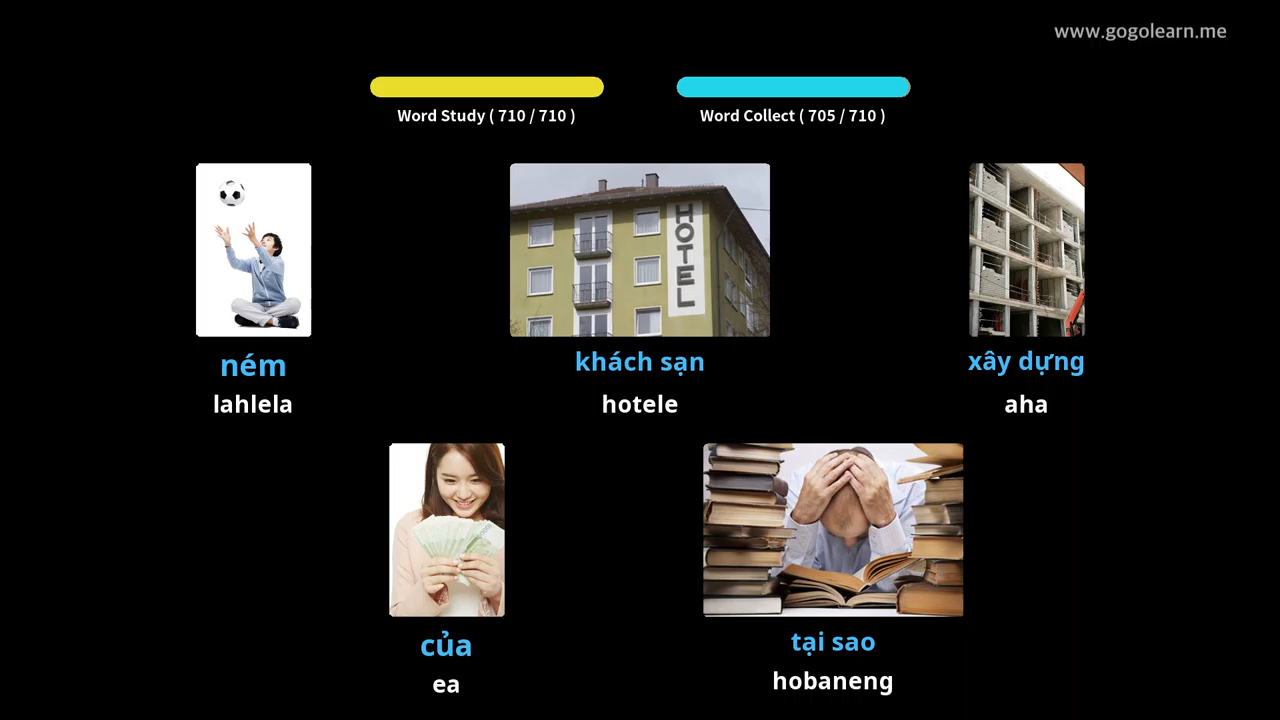 www.gogolearn.me
Word Study ( 710 / 710 )
Word Collect ( 705 / 710 )
HOTEL
ném
khách sạn
xây dựng
lahlela
hotele
aha
của
tại sao
ea
hobaneng